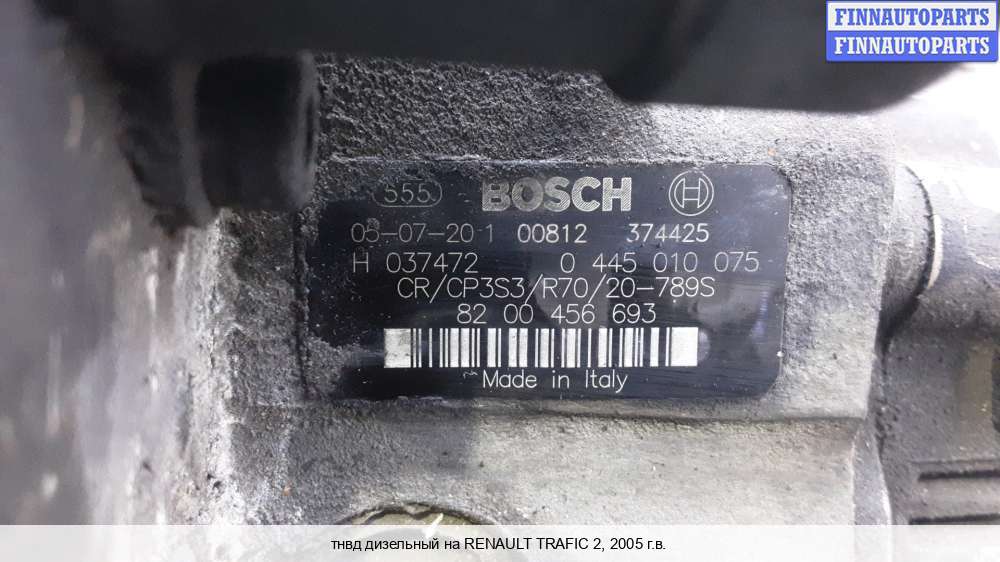 FINNAUTOPARTS
FINNAUTOPARTS
555 BOSCH
05-07-20 1 00812 374425
H 037472 0 445 010 075
CR/CP3S3/R70/20-789S
82 00 456 693
Made in Italy
тнвд дизельный на RENAULT TRAFIC 2, 2005 г.в.